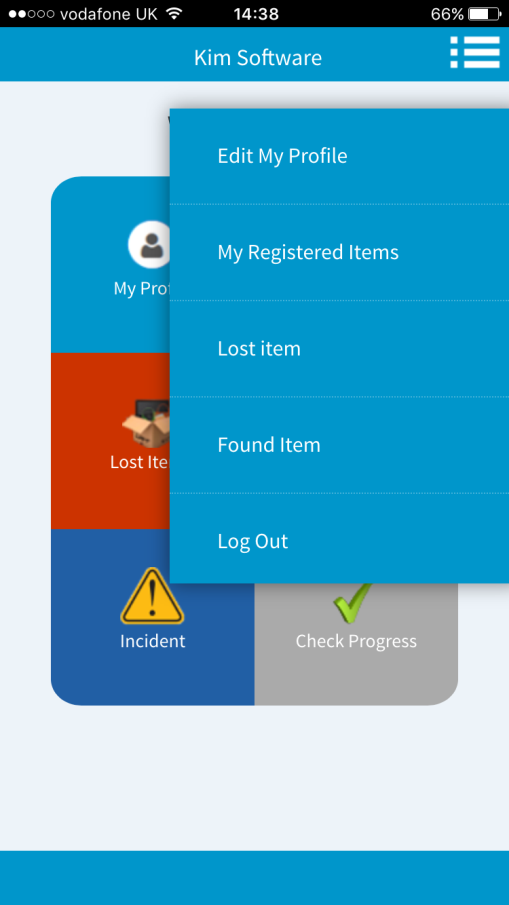 vodafone UK 14:38 66%
Kim Software
Edit My Profile
My Registered Items
Lost item
Found Item
Log Out
My Prof
Lost Ite
Incident
Check Progress